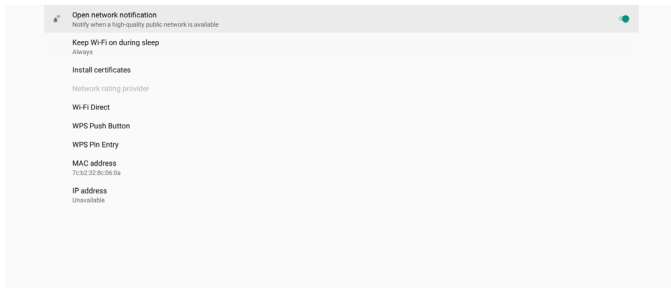 Open network notification
Notify when a high-quality public network is available
Keep Wi-Fi on during sleep
Always
Install certificates
Network rating provider
Wi-Fi Direct
WPS Push Button
WPS Pin Entry
MAC address
7c:b2:32:8c:06:0a
IP address
Unavailable